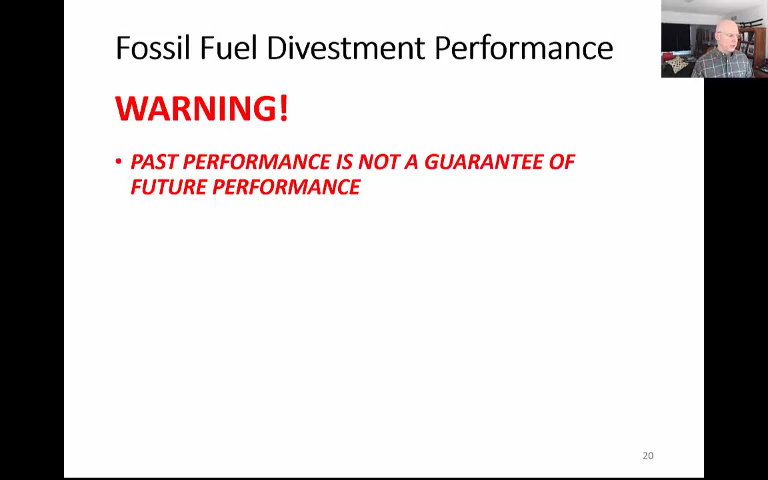 Fossil Fuel Divestment Performance
WARNING!
• PAST PERFORMANCE IS NOT A GUARANTEE OF
FUTURE PERFORMANCE
20